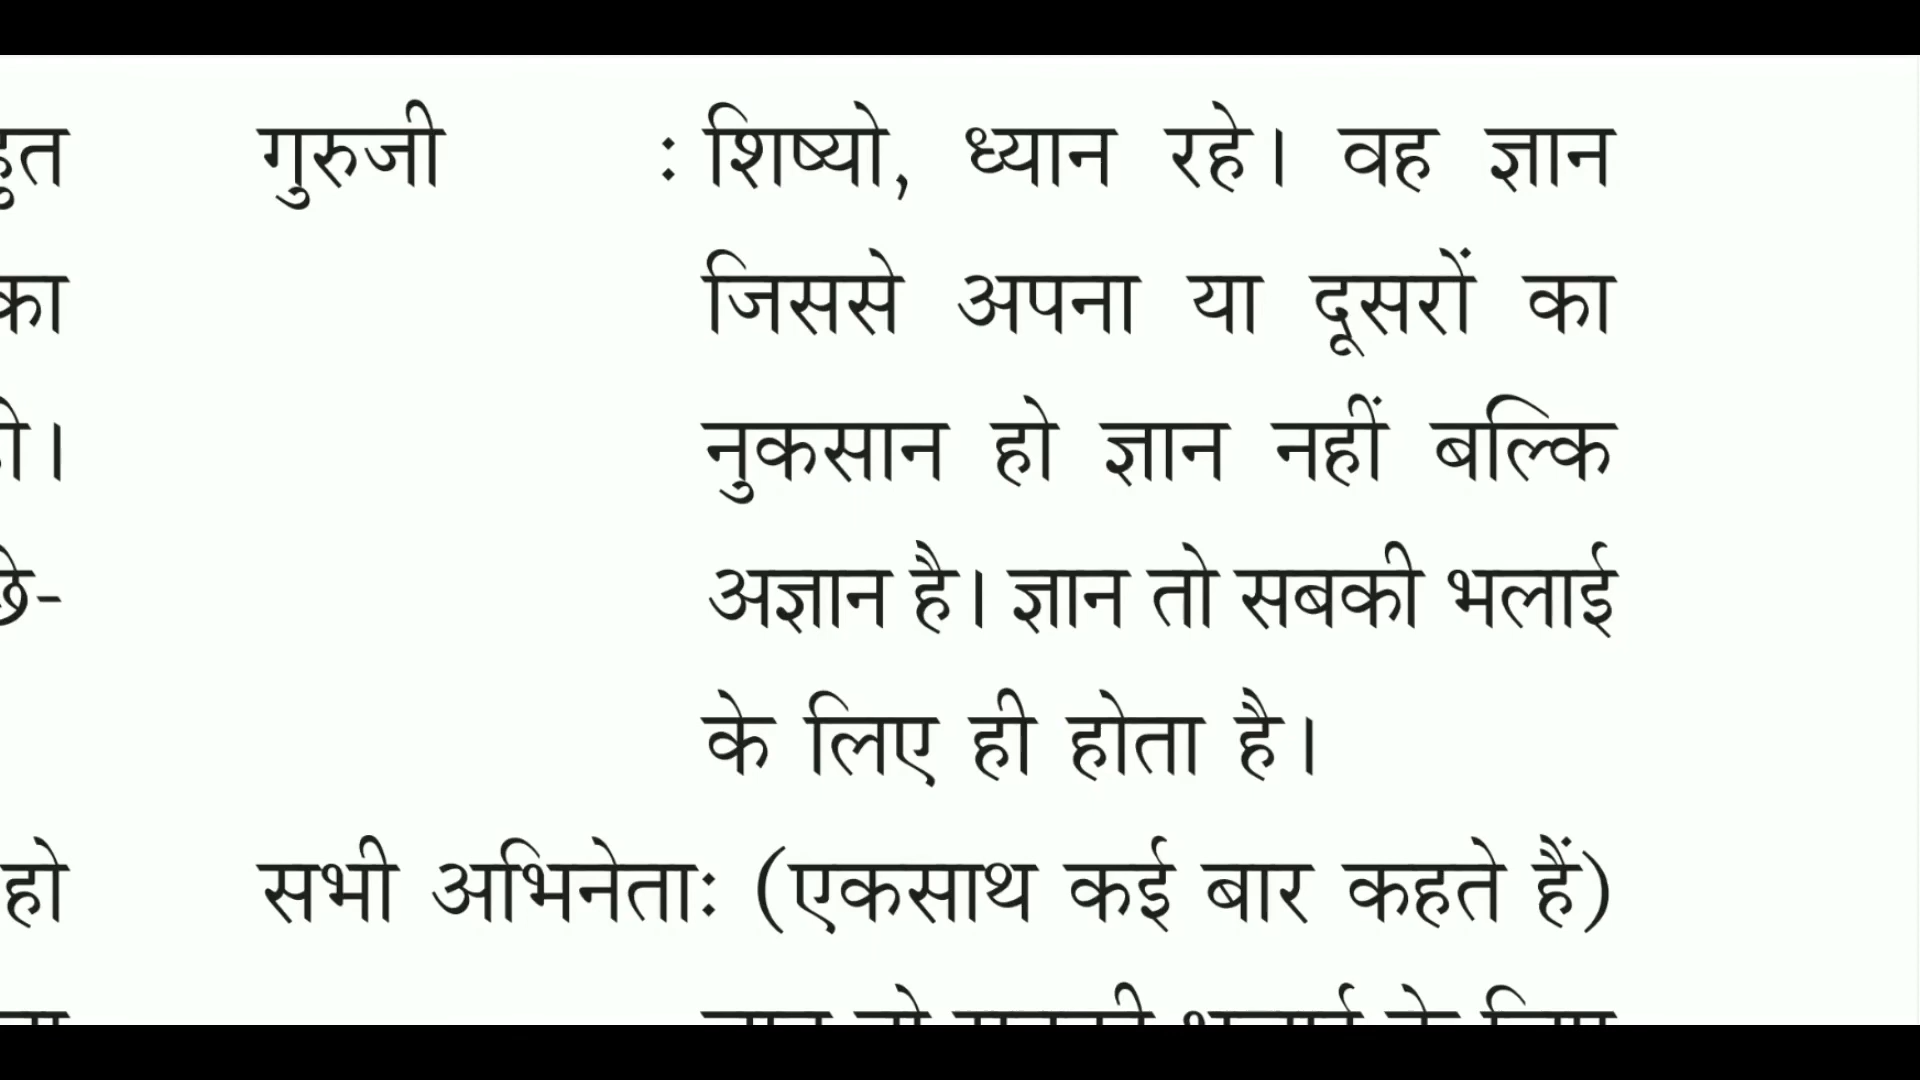 गुरुजी : शिष्यो, ध्यान रहे। वह ज्ञान
जिससे अपना या दूसरों का
का
नुकसान हो ज्ञान नहीं बल्कि
अज्ञान है। ज्ञान तो सबकी भलाई
के लिए ही होता है।
हो
सभी अभिनेताः (एकसाथ कई बार कहते हैं)